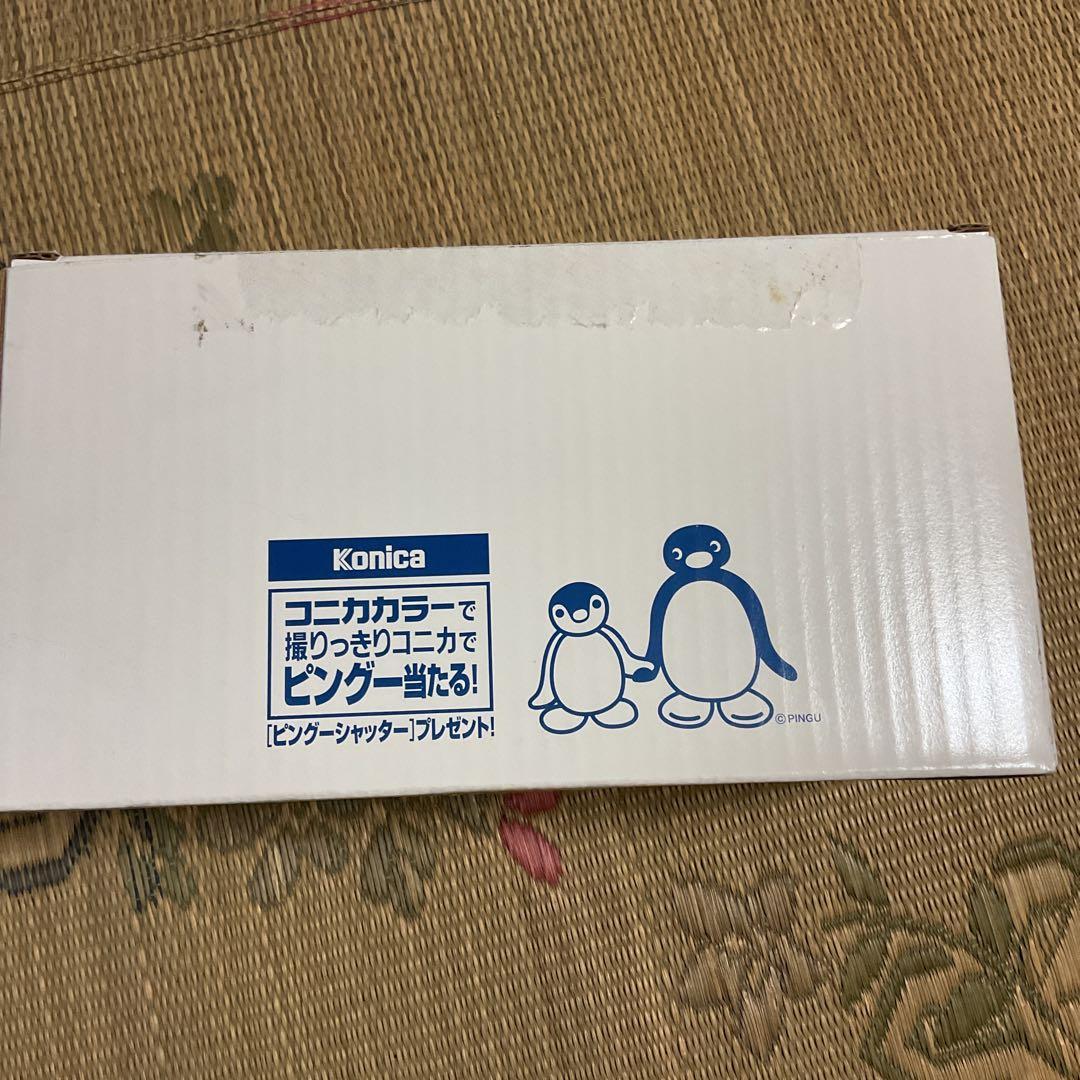 Konica
コニカカラーで
撮りっきりコニカで
ピングー当たる!
[ピングーシャッター]プレゼント!
©PINGU